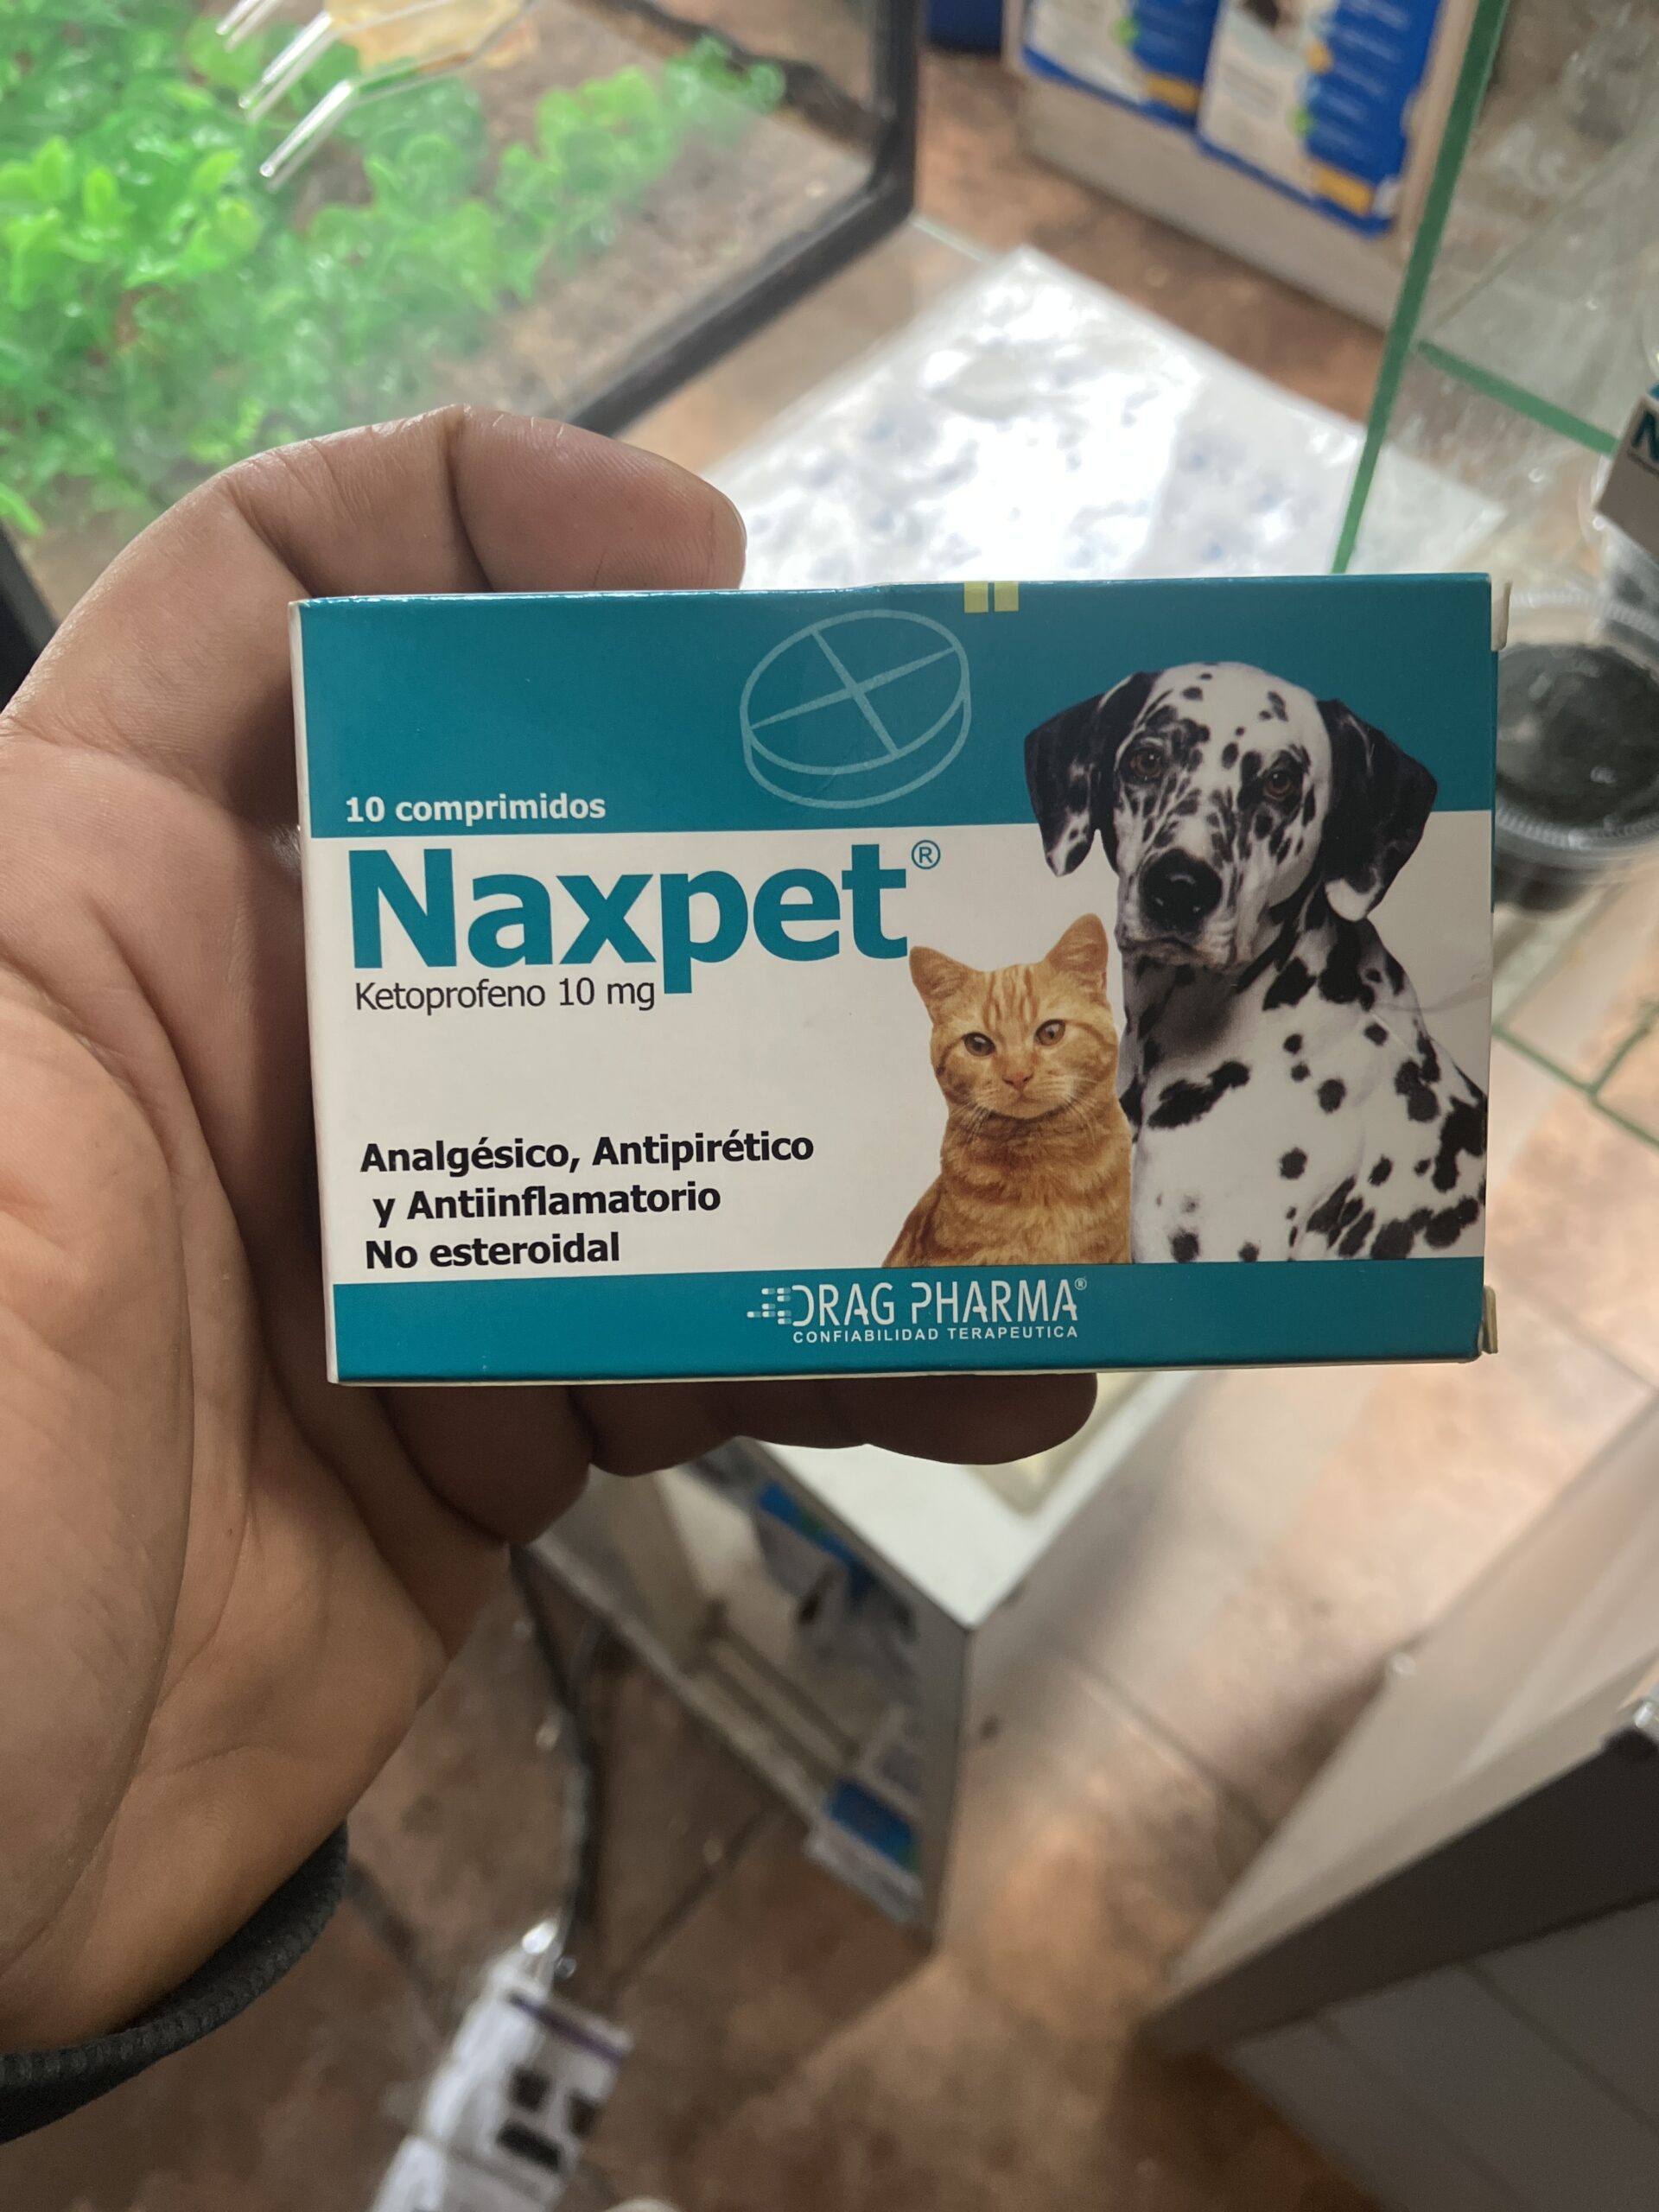 10 comprimidos
Naxpet®
Ketoprofeno 10 mg
Analgésico, Antipirético
y Antiinflamatorio
No esteroidal
DRAG PHARMA®
CONFIABILIDAD TERAPEUTICA